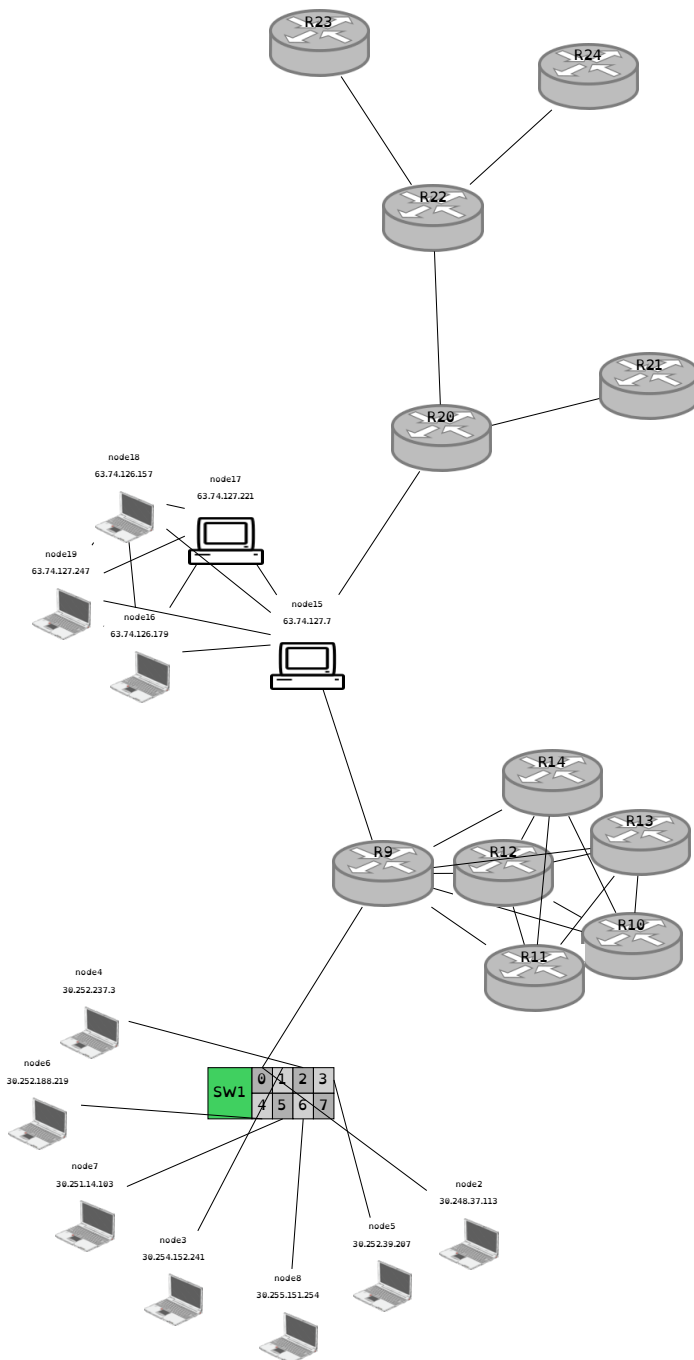 R23
R24
R22
R21
R20
node18
63.74.126.157
node17
63.74.127.221
node19
63.74.127.247
node15
63.74.127.7
node16
63.74.126.179
R14
R13
R9
R12
R10
R11
node4
30.252.237.3
node6
30.252.188.219
SW1
0 1 2 3
4 5 6 7
node7
30.251.14.103
node2
30.248.37.113
node5
30.252.39.207
node3
30.254.152.241
node8
30.255.151.254